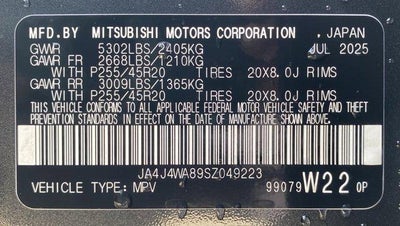 MFD.BY MITSUBISHI MOTORS CORPORATION ,JAPAN
GVWR 5302LBS/2405KG JUL 2025
GAWR FR 2668LBS/1210KG
WITH P255/45R20 TIRES 20X8.0J RIMS
GAWR RR 3009LBS/1365KG
WITH P255/45R20 TIRES 20X8.0J RIMS
THIS VEHICLE CONFORMS TO ALL APPLICABLE FEDERAL MOTOR VEHICLE SAFETY AND THEFT
PREVENTION STANDARDS IN EFFECT ON THE DATE OF MANUFACTURE SHOWN ABOVE.
JA4J4WA89SZ049223
VEHICLE TYPE: MPV 99079 W22 0P